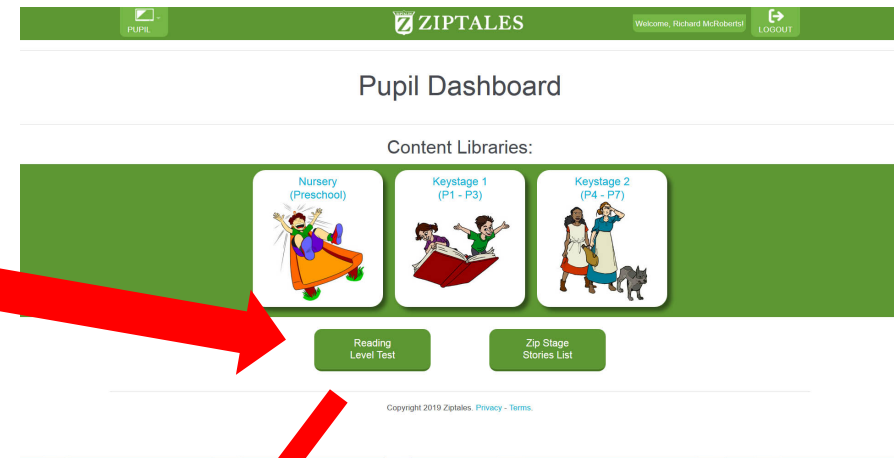 PUPIL
ZIPTALES
Welcome, Richard McRoberts!
LOGOUT
Pupil Dashboard
Content Libraries:
Nursery
(Preschool)
Keystage 1
(P1 - P3)
Keystage 2
(P4 - P7)
Reading
Level Test
Zip Stage
Stories List
Copyright 2019 Ziptales. Privacy - Terms.